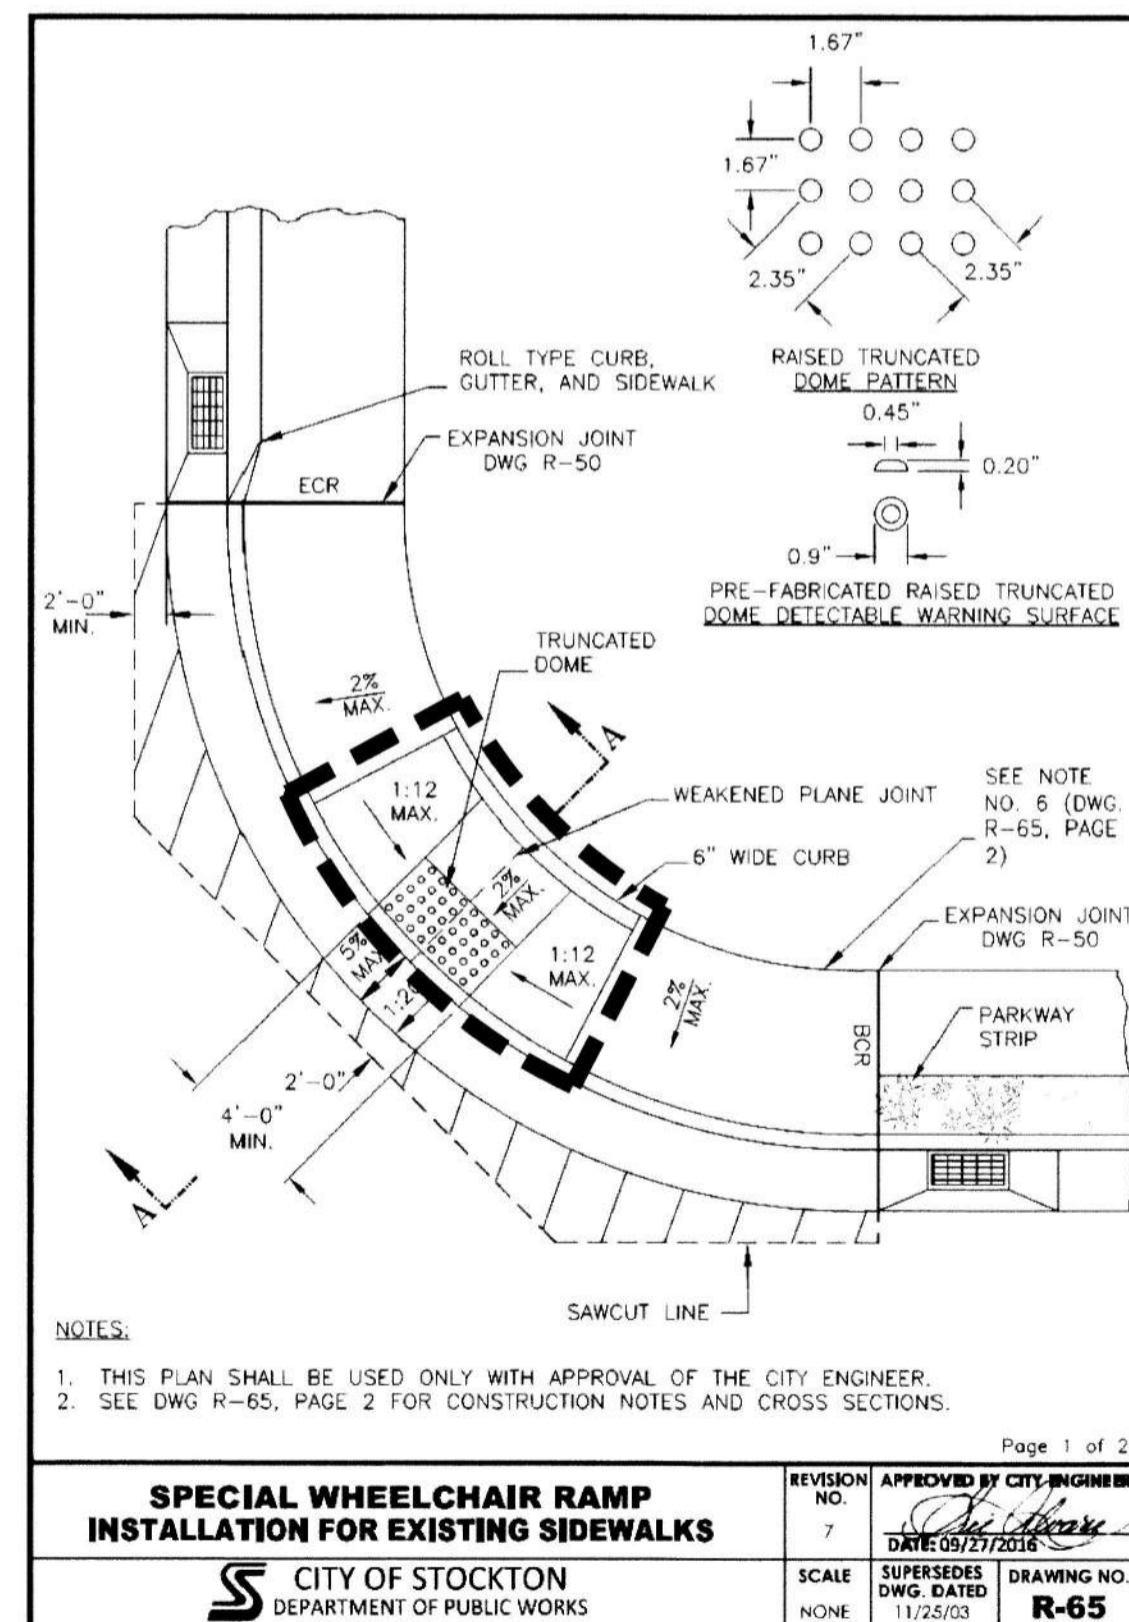 1.67"
1.67"
2.35"
2.35"
RAISED TRUNCATED
DOME PATTERN
0.45"
0.20"
0.9"
PRE-FABRICATED RAISED TRUNCATED
DOME DETECTABLE WARNING SURFACE
ROLL TYPE CURB,
GUTTER, AND SIDEWALK
EXPANSION JOINT
DWG R-50
ECR
2'-0"
MIN.
TRUNCATED
DOME
2%
MAX.
A
1:12
MAX.
WEAKENED PLANE JOINT
SEE NOTE
NO. 6 (DWG.
R-65, PAGE
2)
6" WIDE CURB
2%
MAX.
EXPANSION JOINT
DWG R-50
5%
MAX.
1:12
MAX.
2%
MAX.
PARKWAY
STRIP
BCR
2'-0"
4'-0"
MIN.
A
SAWCUT LINE
NOTES:
1. THIS PLAN SHALL BE USED ONLY WITH APPROVAL OF THE CITY ENGINEER.
2. SEE DWG R-65, PAGE 2 FOR CONSTRUCTION NOTES AND CROSS SECTIONS.
Page 1 of 2
SPECIAL WHEELCHAIR RAMP
INSTALLATION FOR EXISTING SIDEWALKS
REVISION
NO.
7
APPROVED BY CITY ENGINEER
DATE: 09/27/2016
CITY OF STOCKTON
DEPARTMENT OF PUBLIC WORKS
SCALE
NONE
SUPERSEDES
DWG. DATED
11/25/03
DRAWING NO.
R-65